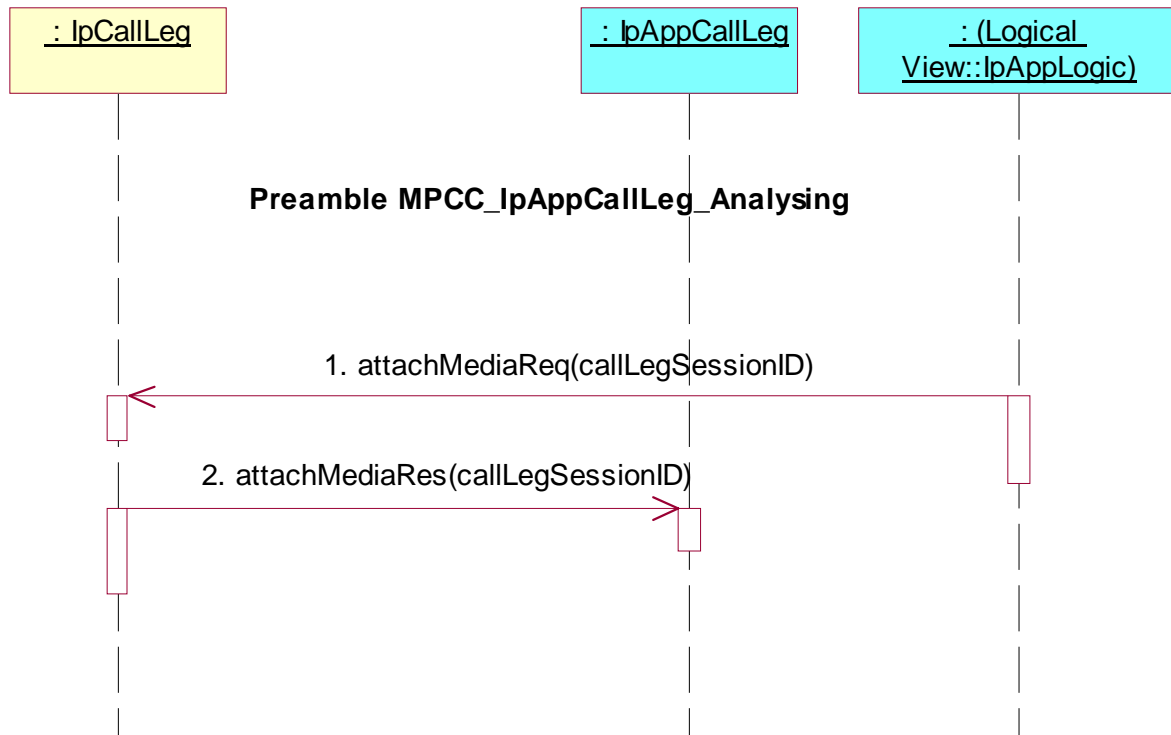 : IpCallLeg
: IpAppCallLeg
: (Logical
View::IpAppLogic)
Preamble MPCC_IpAppCallLeg_Analysing
1. attachMediaReq(callLegSessionID)
2. attachMediaRes(callLegSessionID)